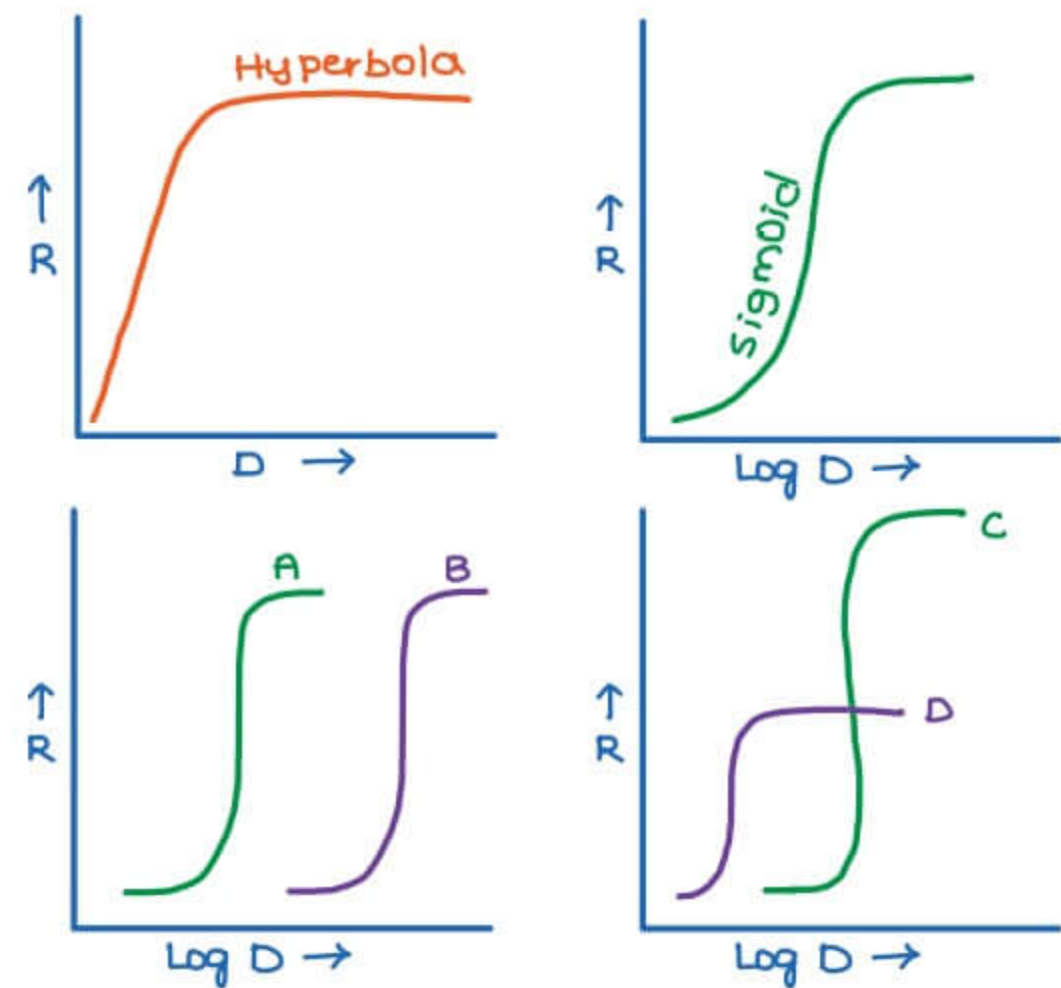 Hyperbola
↑
R
D →
sigmoid
↑
R
Log D →
A
B
↑
R
Log D →
C
D
↑
R
Log D →